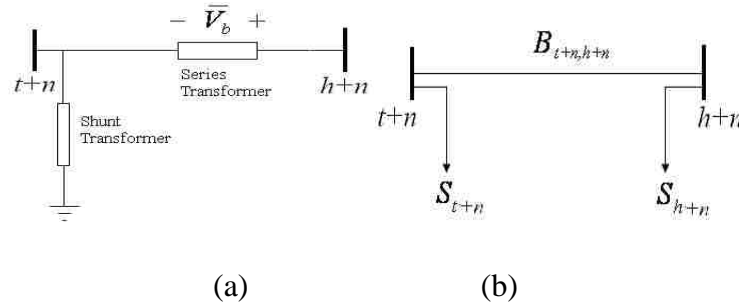 − V̅_b +
t+n
Series
Transformer
h+n
Shunt
Transformer
B_{t+n,h+n}
t+n
h+n
S_{t+n}
S_{h+n}
(a)
(b)